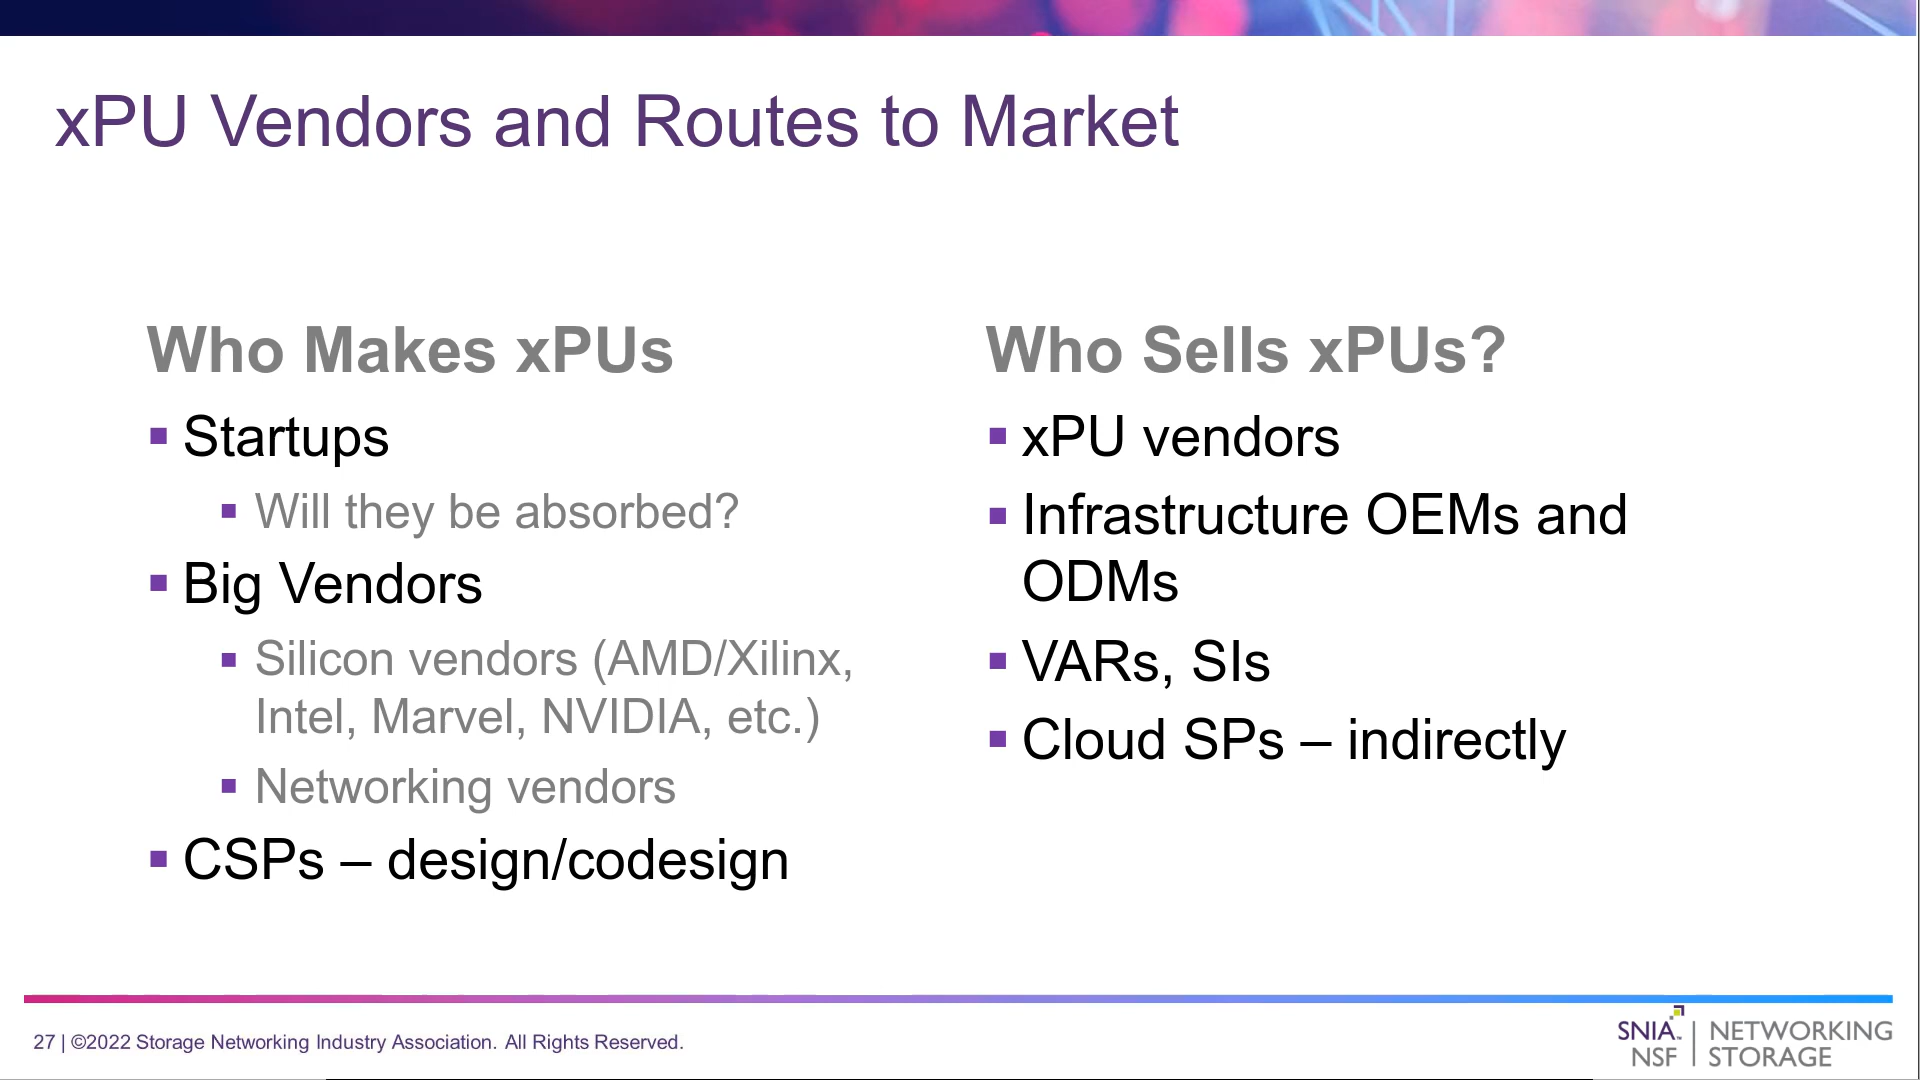 xPU Vendors and Routes to Market
Who Makes xPUs
▪ Startups
▪ Will they be absorbed?
▪ Big Vendors
▪ Silicon vendors (AMD/Xilinx,
Intel, Marvel, NVIDIA, etc.)
▪ Networking vendors
▪ CSPs – design/codesign
Who Sells xPUs?
▪ xPU vendors
▪ Infrastructure OEMs and
ODMs
▪ VARs, SIs
▪ Cloud SPs – indirectly
27 | ©2022 Storage Networking Industry Association. All Rights Reserved.
SNIA™ | NETWORKING
NSF | STORAGE